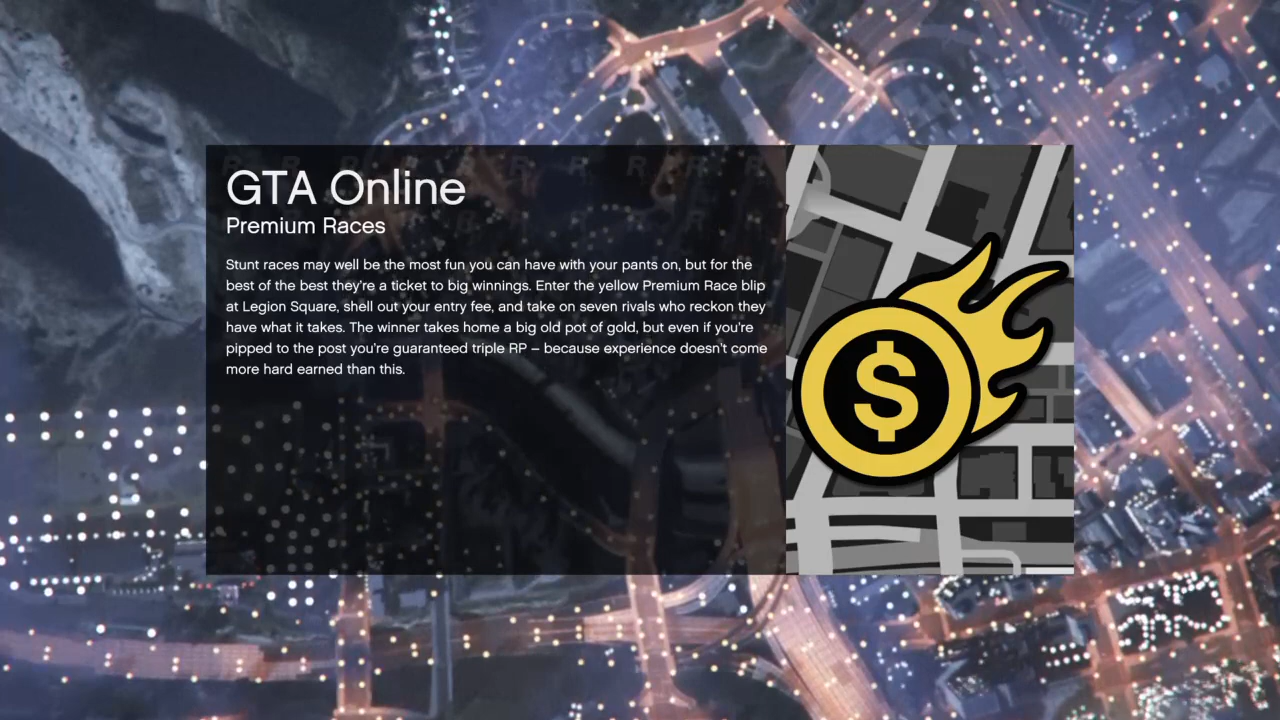 GTA Online
Premium Races
Stunt races may well be the most fun you can have with your pants on, but for the
best of the best they're a ticket to big winnings. Enter the yellow Premium Race blip
at Legion Square, shell out your entry fee, and take on seven rivals who reckon they
have what it takes. The winner takes home a big old pot of gold, but even if you're
pipped to the post you're guaranteed triple RP – because experience doesn't come
more hard earned than this.
$